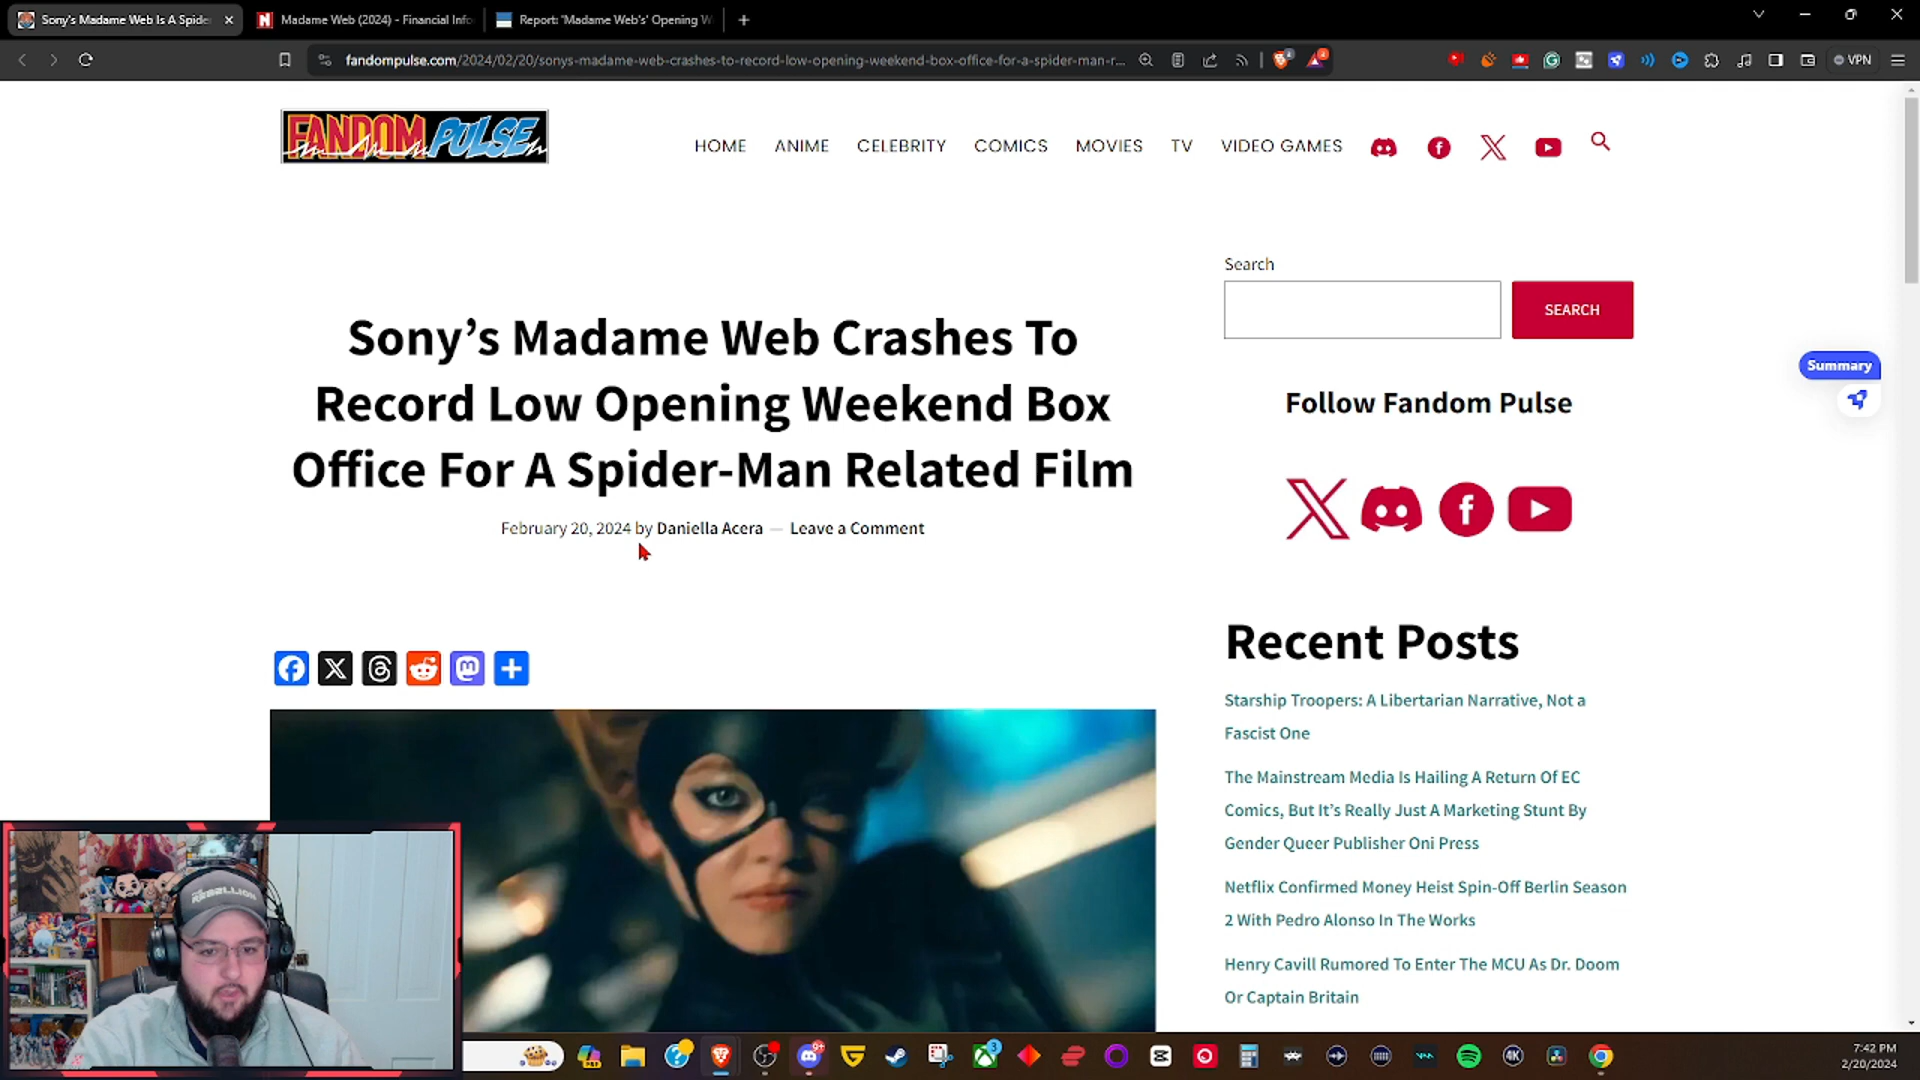 Sony's Madame Web Is A Spide
Madame Web (2024) - Financial Info
Report: 'Madame Web's' Opening W
fandompulse.com/2024/02/20/sonys-madame-web-crashes-to-record-low-opening-weekend-box-office-for-a-spider-man-r...
VPN
FANDOM PULSE
HOME
ANIME
CELEBRITY
COMICS
MOVIES
TV
VIDEO GAMES
Sony’s Madame Web Crashes To
Record Low Opening Weekend Box
Office For A Spider-Man Related Film
February 20, 2024 by Daniella Acera — Leave a Comment
Search
SEARCH
Summary
Follow Fandom Pulse
Recent Posts
Starship Troopers: A Libertarian Narrative, Not a
Fascist One
The Mainstream Media Is Hailing A Return Of EC
Comics, But It’s Really Just A Marketing Stunt By
Gender Queer Publisher Oni Press
Netflix Confirmed Money Heist Spin-Off Berlin Season
2 With Pedro Alonso In The Works
Henry Cavill Rumored To Enter The MCU As Dr. Doom
Or Captain Britain
REBELLION
7:42 PM
2/20/2024